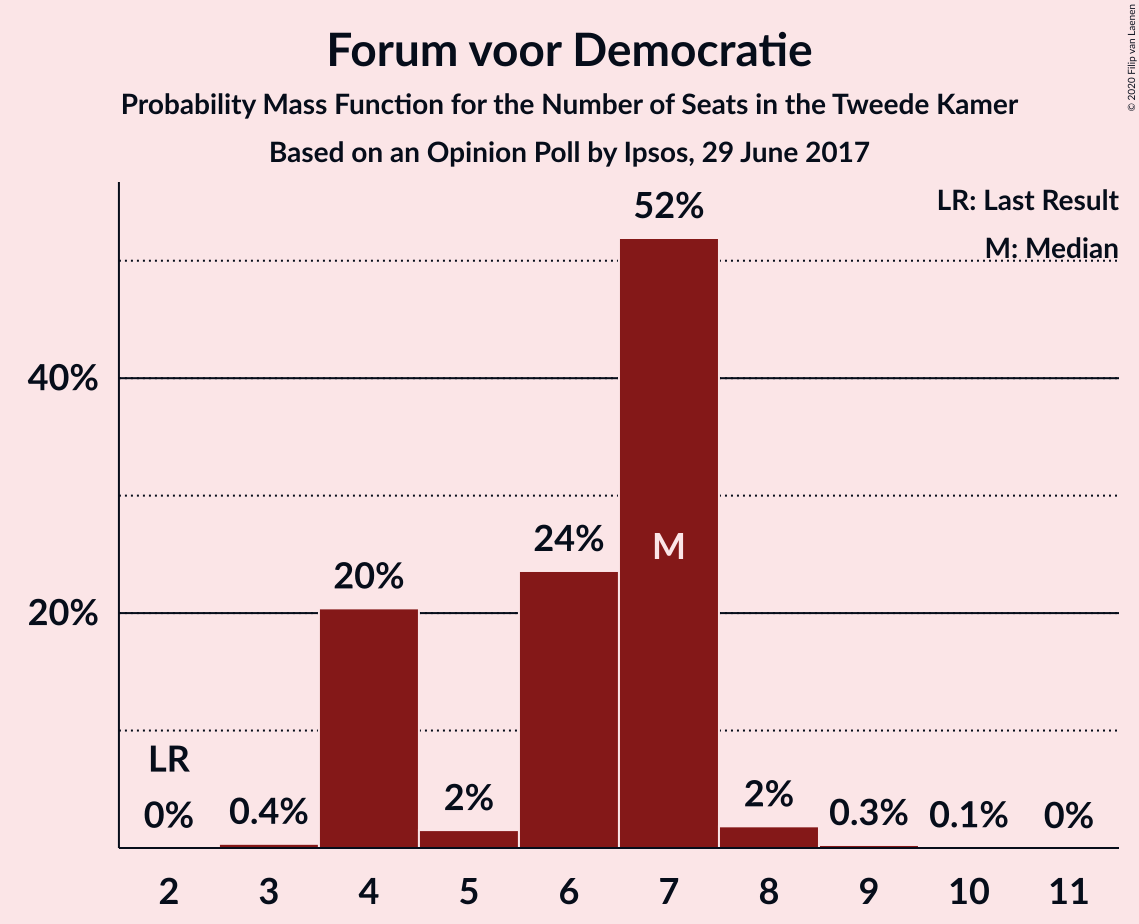 Forum voor Democratie
Probability Mass Function for the Number of Seats in the Tweede Kamer
Based on an Opinion Poll by Ipsos, 29 June 2017
© 2020 Filip van Laenen
LR: Last Result
M: Median
52%
40%
24%
M
20%
20%
LR
0%
0.4%
2%
2%
0.3%
0.1%
0%
2 3 4 5 6 7 8 9 10 11